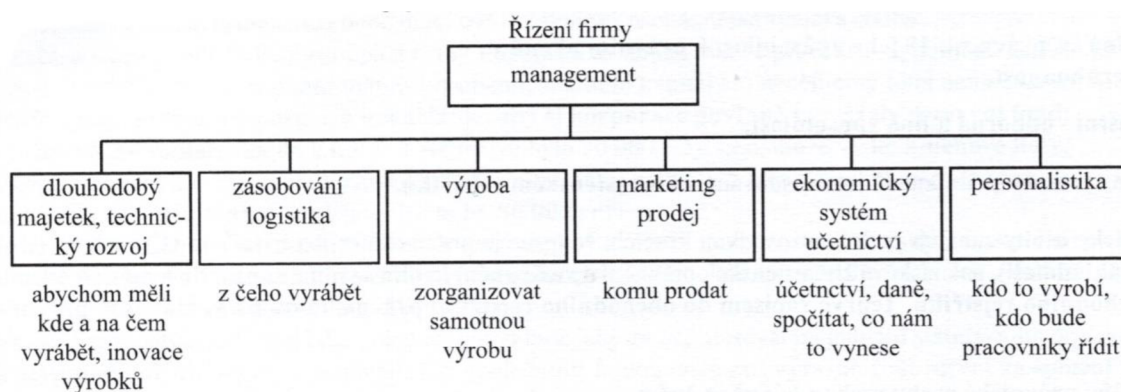 Řízení firmy
management
dlouhodobý
majetek, technic-
ký rozvoj
zásobování
logistika
výroba
marketing
prodej
ekonomický
systém
účetnictví
personalistika
abychom měli
kde a na čem
vyrábět, inovace
výrobků
z čeho vyrábět
zorganizovat
samotnou
výrobu
komu prodat
účetnctví, daně,
spočítat, co nám
to vynese
kdo to vyrobí,
kdo bude
pracovníky řídit